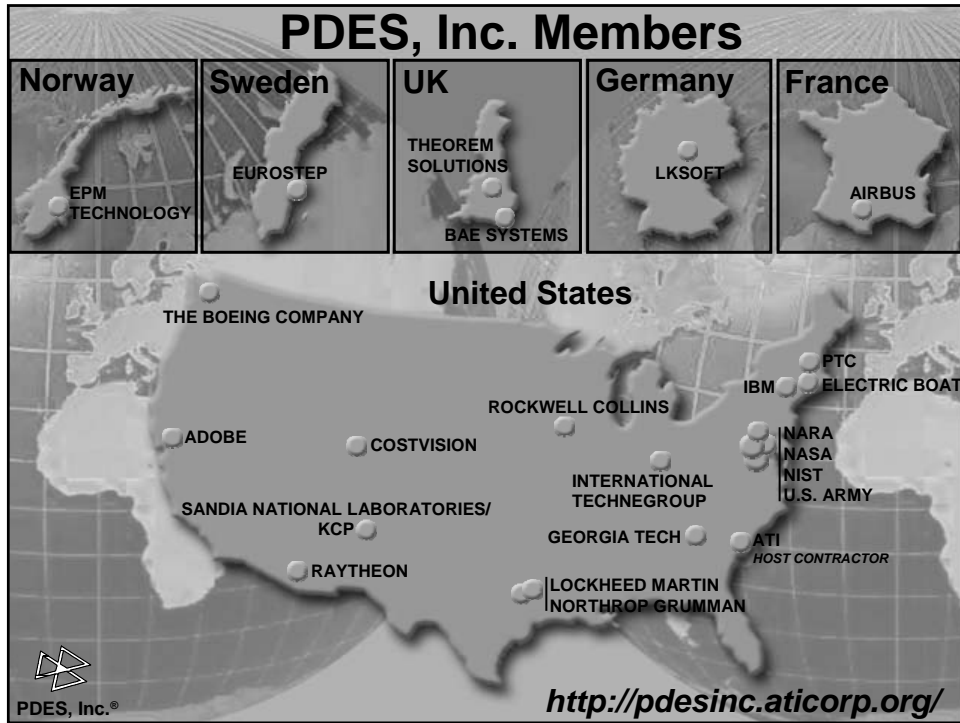 PDES, Inc. Members
Norway
EPM
TECHNOLOGY
Sweden
EUROSTEP
UK
THEOREM
SOLUTIONS
BAE SYSTEMS
Germany
LKSOFT
France
AIRBUS
United States
THE BOEING COMPANY
PTC
IBM
ELECTRIC BOAT
ROCKWELL COLLINS
ADOBE
COSTVISION
NARA
NASA
NIST
U.S. ARMY
INTERNATIONAL
TECHNEGROUP
SANDIA NATIONAL LABORATORIES/
KCP
GEORGIA TECH
ATI
HOST CONTRACTOR
RAYTHEON
LOCKHEED MARTIN
NORTHROP GRUMMAN
PDES, Inc.®
http://pdesinc.aticorp.org/